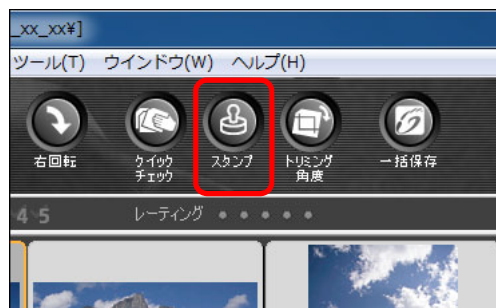 _xx_xx¥]
ツール(T) ウインドウ(W) ヘルプ(H)
右回転
クイック
チェック
スタンプ
トリミング
角度
一括保存
4 5
レーティング